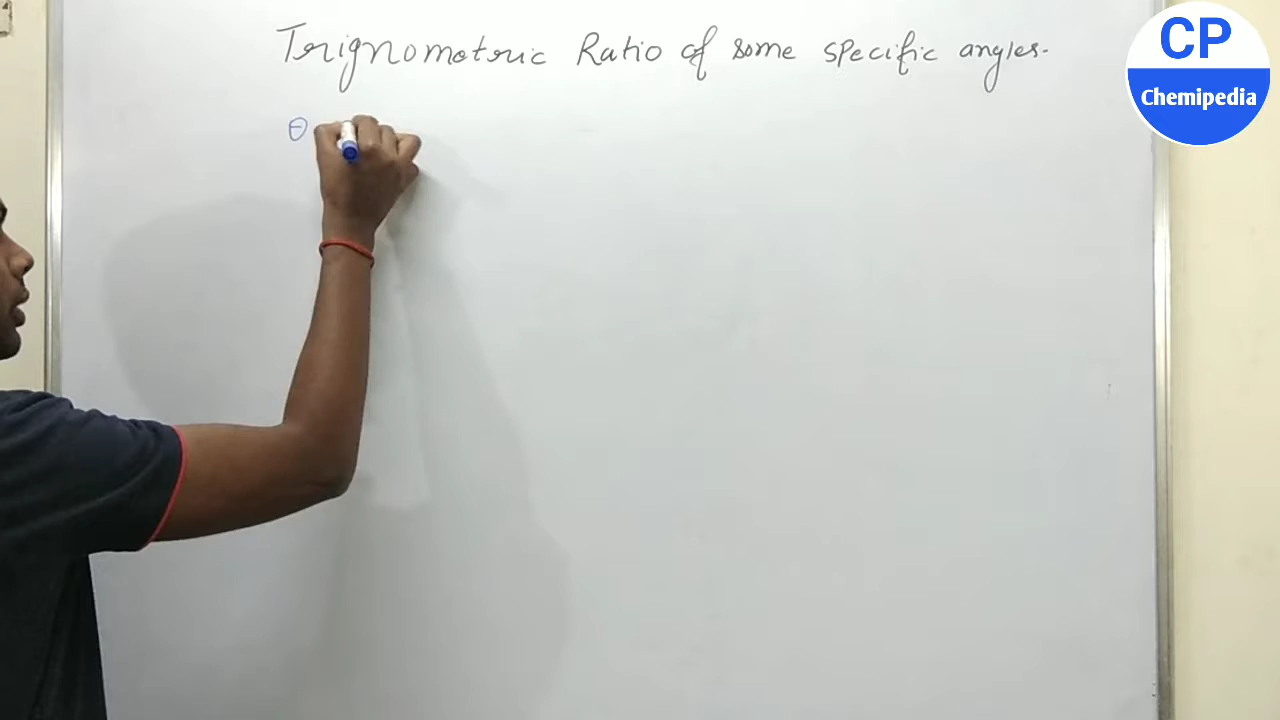 Trignometric Ratio of some specific angles.
θ
CP
Chemipedia